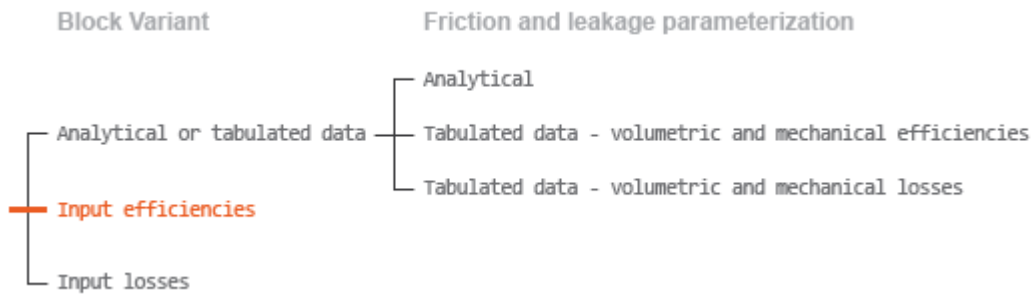 Block Variant
Friction and leakage parameterization
Analytical
Analytical or tabulated data
Tabulated data - volumetric and mechanical efficiencies
Tabulated data - volumetric and mechanical losses
Input efficiencies
Input losses